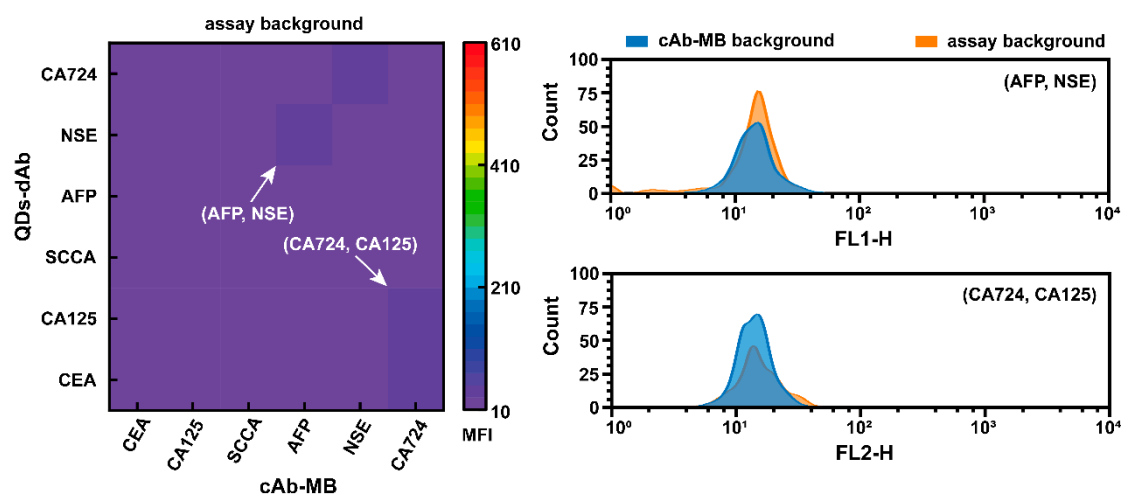 assay background
CA724
NSE
AFP
SCCA
CA125
CEA
QDs-dAb
(AFP, NSE)
(CA724, CA125)
CEA
CA125
SCCA
AFP
NSE
CA724
cAb-MB
610
410
210
10
MFI
cAb-MB background
assay background
(AFP, NSE)
Count
100
75
50
25
0
10⁰
10¹
10²
10³
10⁴
FL1-H
(CA724, CA125)
Count
100
75
50
25
0
10⁰
10¹
10²
10³
10⁴
FL2-H